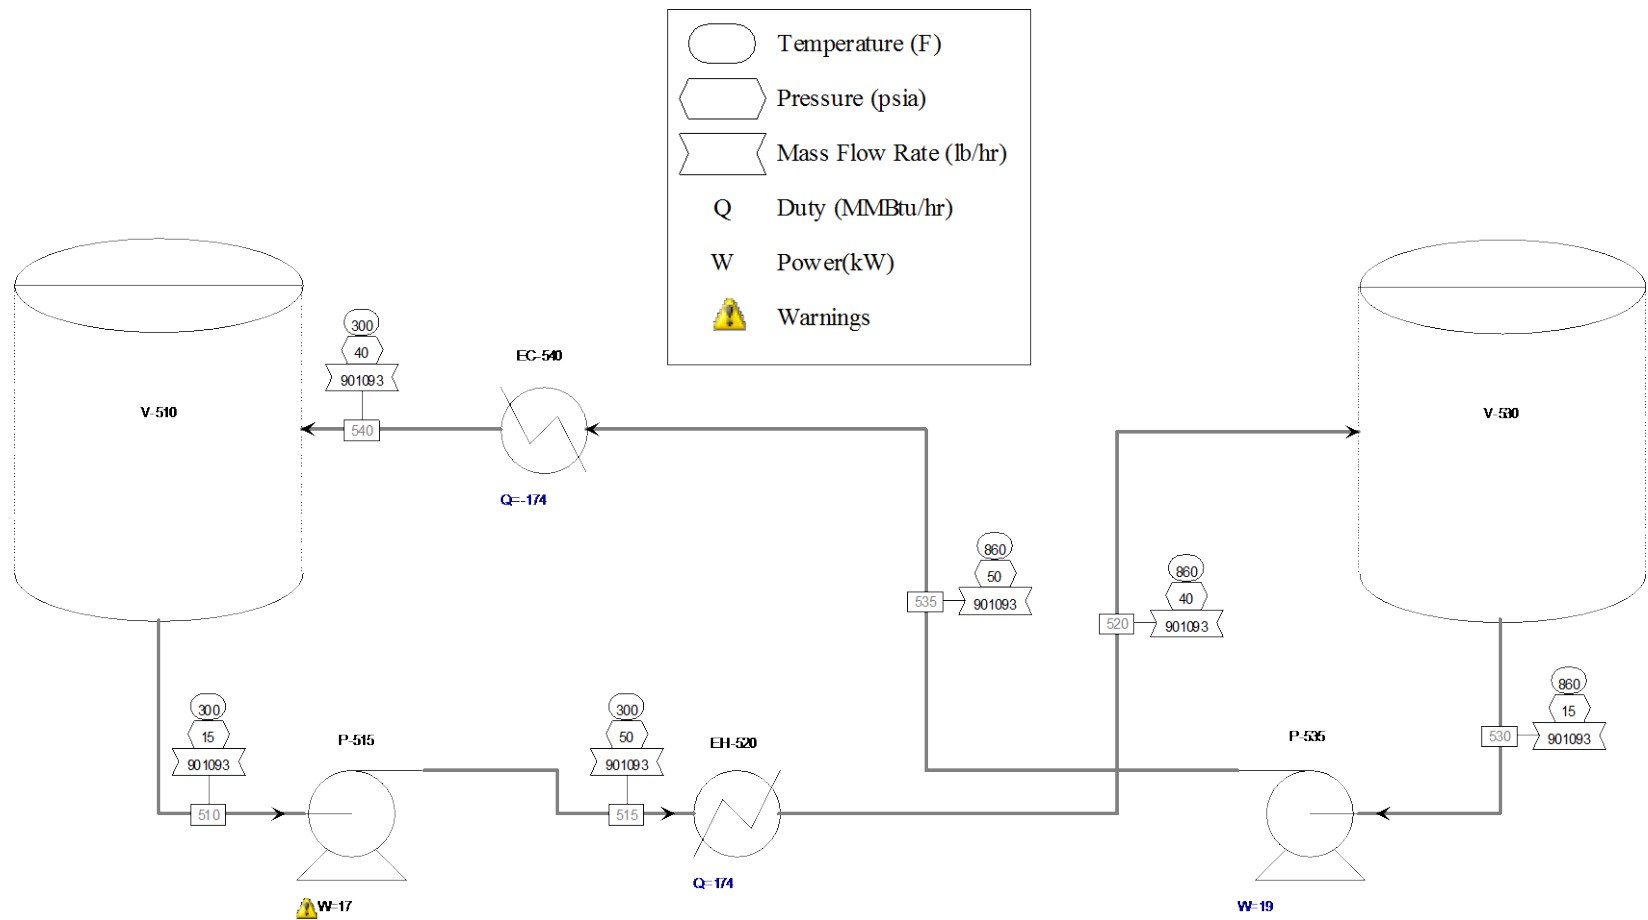 Temperature (F)
Pressure (psia)
Mass Flow Rate (lb/hr)
Q Duty (MMBtu/hr)
W Power(kW)
Warnings
V-510
300
40
901093
540
EC-540
Q=-174
V-530
860
50
901093
535
860
40
901093
520
300
15
901093
510
P-515
W=17
300
50
901093
515
EH-520
Q=174
P-535
W=19
860
15
901093
530